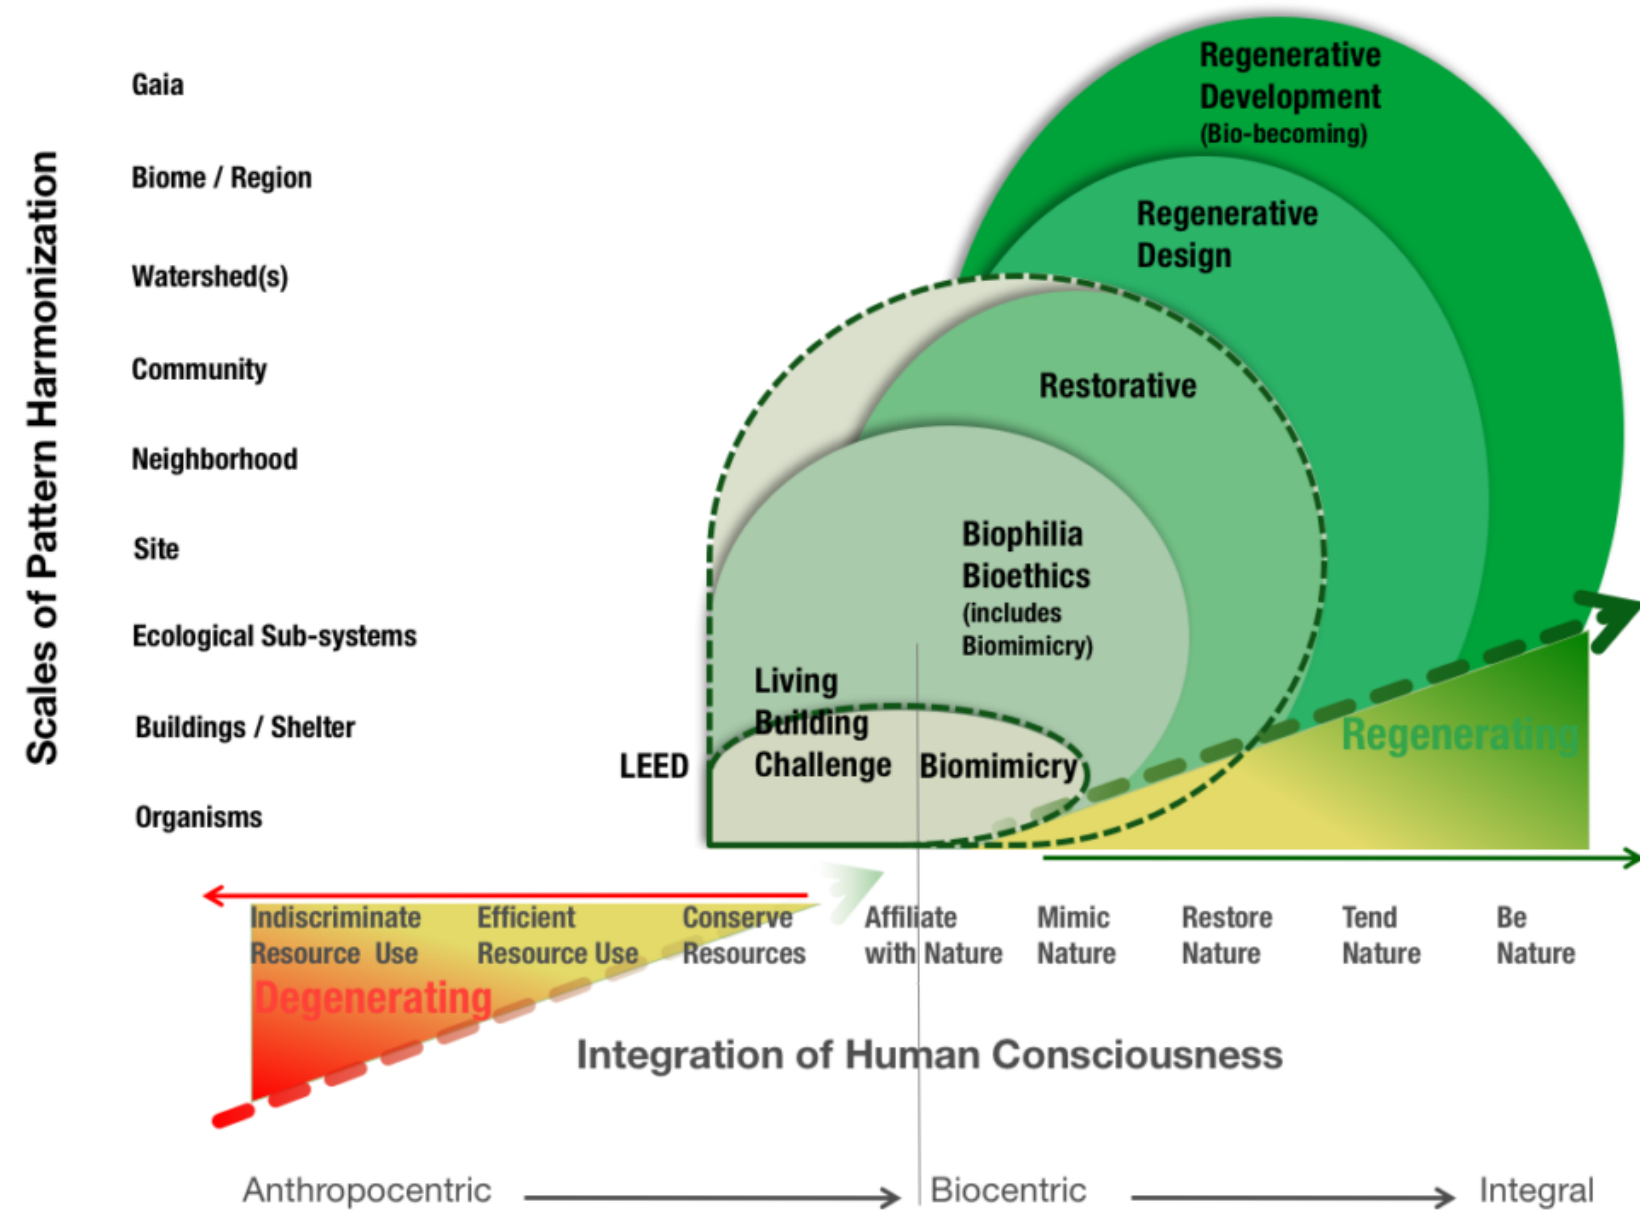 Scales of Pattern Harmonization
Gaia
Biome / Region
Watershed(s)
Community
Neighborhood
Site
Ecological Sub-systems
Buildings / Shelter
Organisms
Regenerative
Development
(Bio-becoming)
Regenerative
Design
Restorative
Biophilia
Bioethics
(includes
Biomimicry)
Living
Building
Challenge
LEED
Biomimicry
Regenerating
Indiscriminate
Resource Use
Efficient
Resource Use
Conserve
Resources
Affiliate
with Nature
Mimic
Nature
Restore
Nature
Tend
Nature
Be
Nature
Degenerating
Integration of Human Consciousness
Anthropocentric
Biocentric
Integral